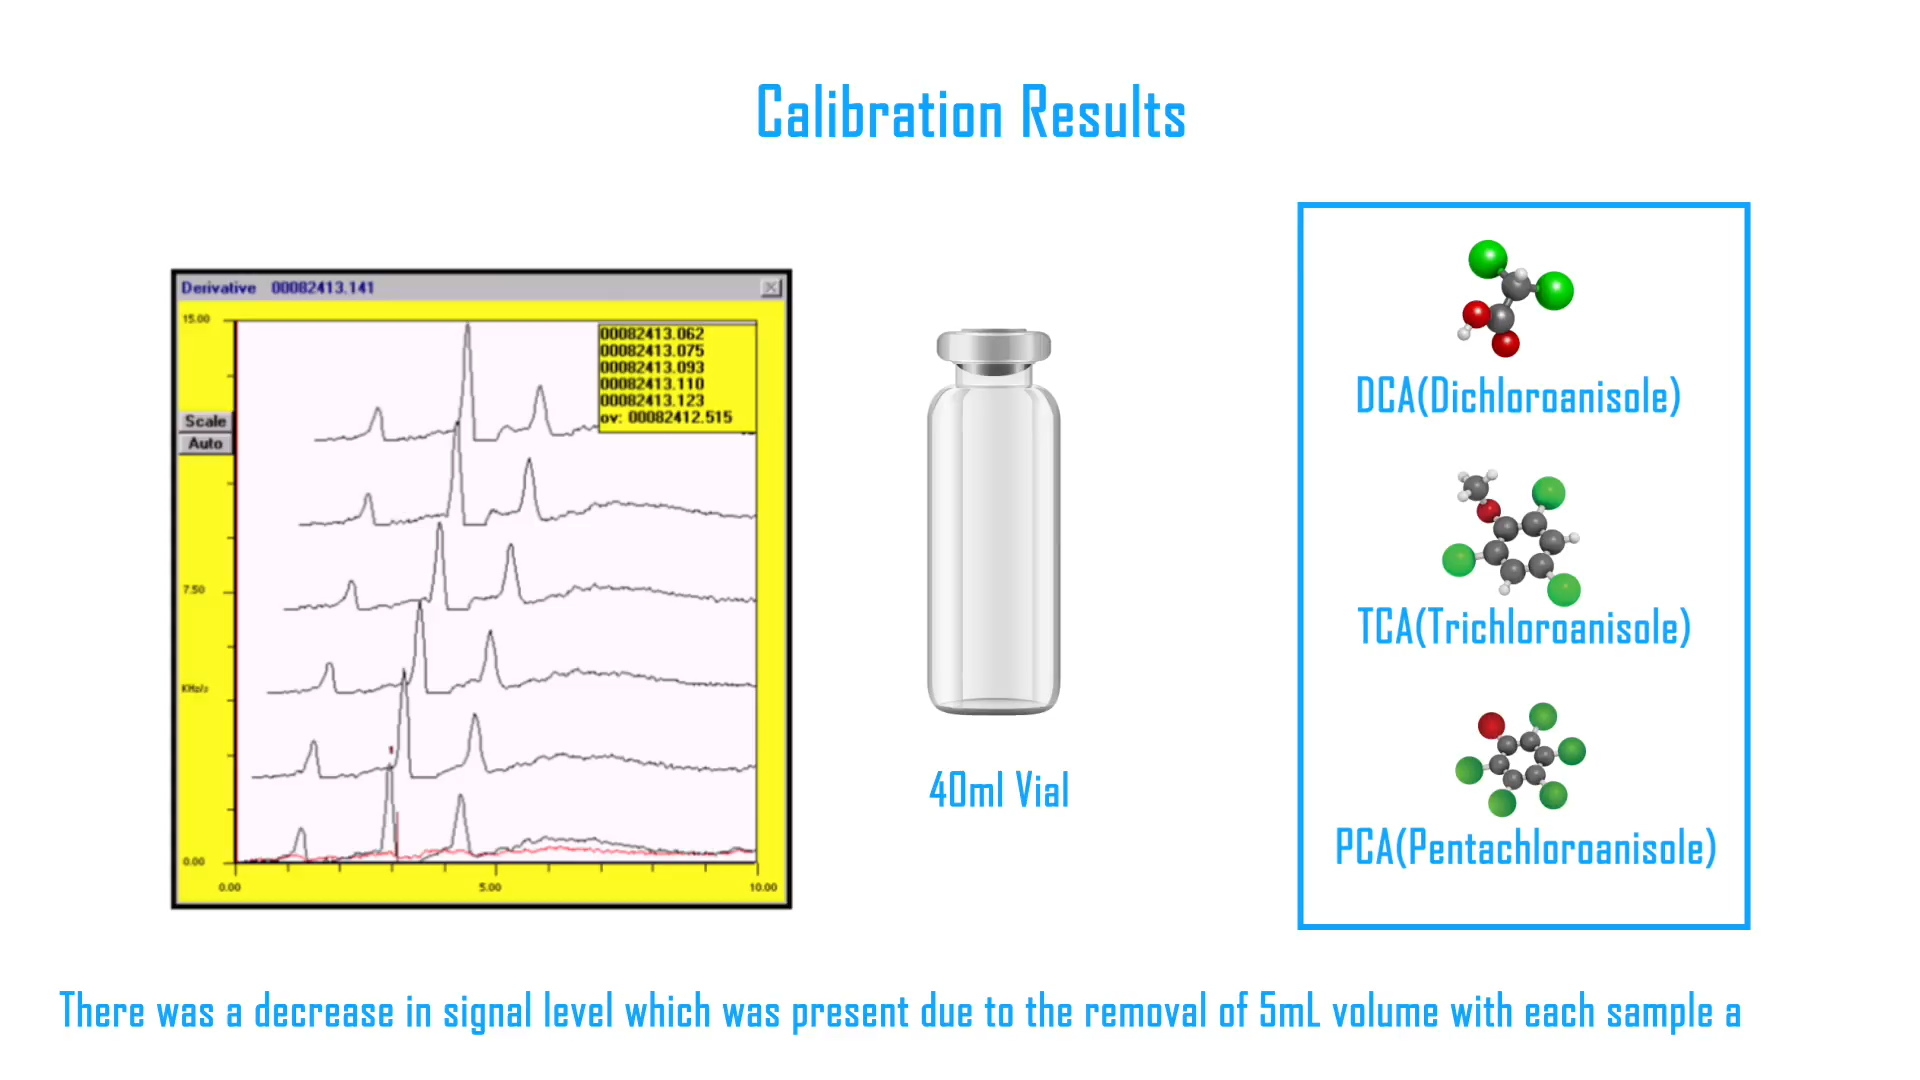 Calibration Results
Derivative 00082413.141
15.00
00082413.062
00082413.075
00082413.093
00082413.110
00082413.123
ov: 00082412.515
Scale
Auto
7.50
KHz/s
0.00
0.00 5.00 10.00
40ml Vial
DCA(Dichloroanisole)
TCA(Trichloroanisole)
PCA(Pentachloroanisole)
There was a decrease in signal level which was present due to the removal of 5mL volume with each sample a